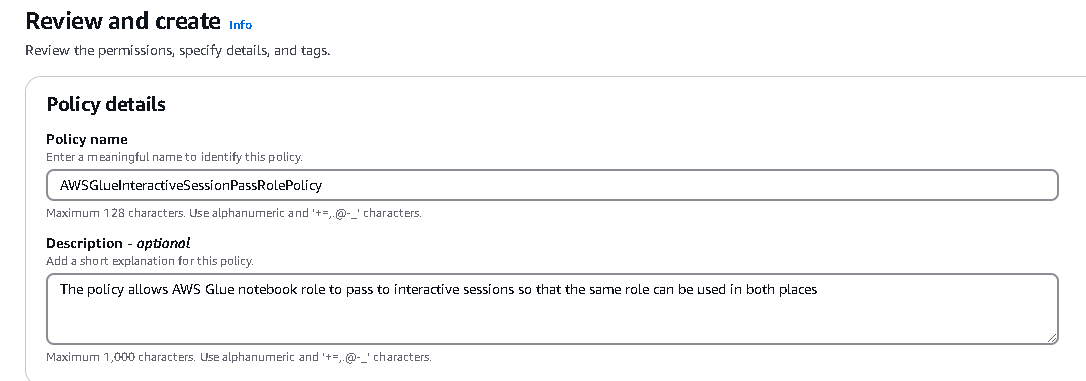 Review and create Info
Review the permissions, specify details, and tags.
Policy details
Policy name
Enter a meaningful name to identify this policy.
AWSGlueInteractiveSessionPassRolePolicy
Maximum 128 characters. Use alphanumeric and '+=,.@-_' characters.
Description - optional
Add a short explanation for this policy.
The policy allows AWS Glue notebook role to pass to interactive sessions so that the same role can be used in both places
Maximum 1,000 characters. Use alphanumeric and '+=,.@-_' characters.